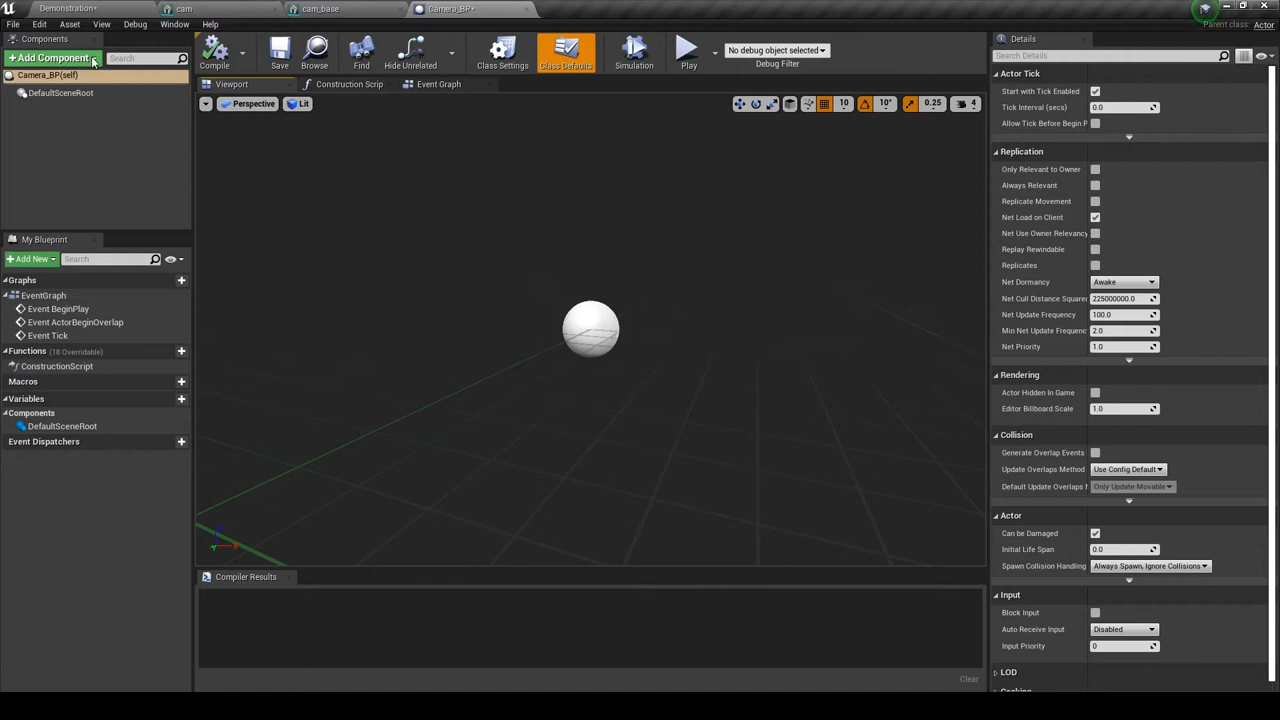 Demonstration*
cam
cam_base
Camera_BP*
File
Edit
Asset
View
Debug
Window
Help
Parent class: Actor
Components
+Add Component
Search
Camera_BP(self)
DefaultSceneRoot
Compile
Save
Browse
Find
Hide Unrelated
Class Settings
Class Defaults
Simulation
Play
No debug object selected
Debug Filter
Viewport
Construction Scrip
Event Graph
Perspective
Lit
10
10°
0.25
4
My Blueprint
+Add New
Search
Graphs
EventGraph
Event BeginPlay
Event ActorBeginOverlap
Event Tick
Functions (18 Overridable)
ConstructionScript
Macros
Variables
Components
DefaultSceneRoot
Event Dispatchers
Compiler Results
Clear
Details
Search Details
Actor Tick
Start with Tick Enabled
Tick Interval (secs) 0.0
Allow Tick Before Begin P
Replication
Only Relevant to Owner
Always Relevant
Replicate Movement
Net Load on Client
Net Use Owner Relevancy
Replay Rewindable
Replicates
Net Dormancy Awake
Net Cull Distance Square 225000000.0
Net Update Frequency 100.0
Min Net Update Frequenc 2.0
Net Priority 1.0
Rendering
Actor Hidden In Game
Editor Billboard Scale 1.0
Collision
Generate Overlap Events
Update Overlaps Method Use Config Default
Default Update Overlaps M Only Update Movable
Actor
Can be Damaged
Initial Life Span 0.0
Spawn Collision Handling Always Spawn, Ignore Collisions
Input
Block Input
Auto Receive Input Disabled
Input Priority 0
LOD